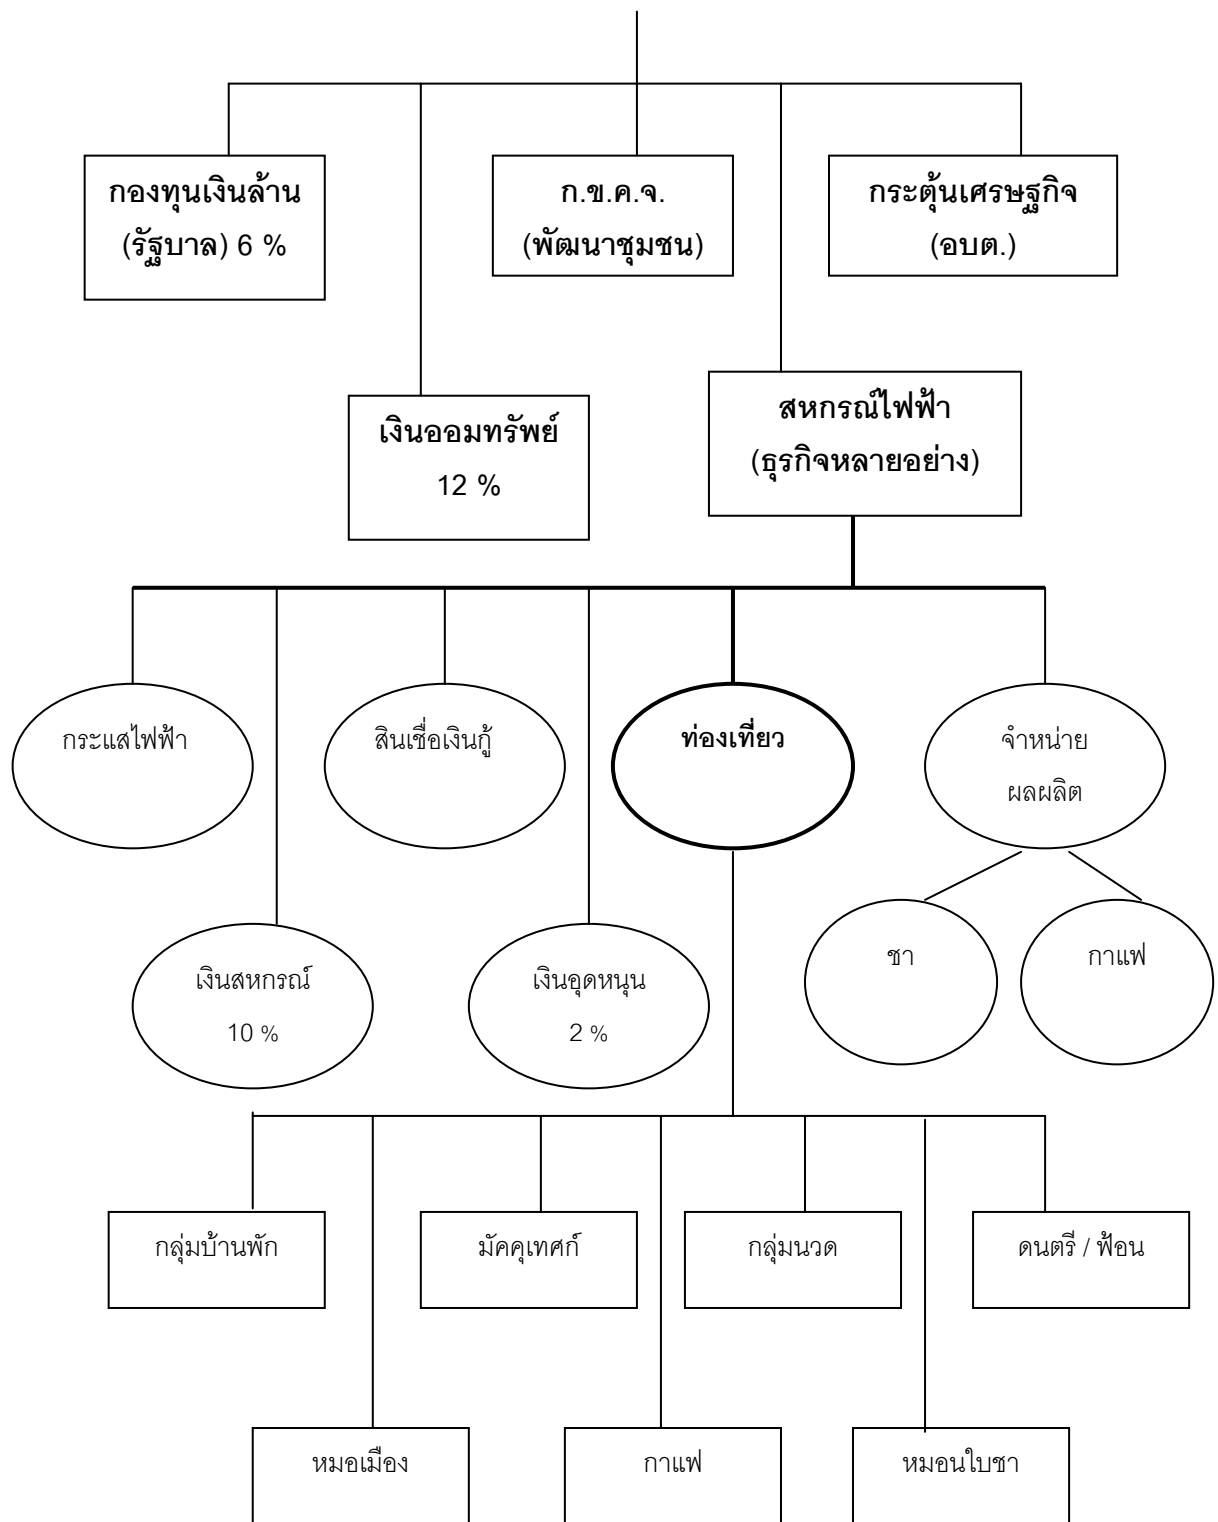 กองทุนเงินล้าน
(รัฐบาล) 6 %
ก.ข.ค.จ.
(พัฒนาชุมชน)
กระตุ้นเศรษฐกิจ
(อบต.)
เงินออมทรัพย์
12 %
สหกรณ์ไฟฟ้า
(ธุรกิจหลายอย่าง)
กระแสไฟฟ้า
สินเชื่อเงินกู้
ท่องเที่ยว
จำหน่าย
ผลผลิต
เงินสหกรณ์
10 %
เงินอุดหนุน
2 %
ชา
กาแฟ
กลุ่มบ้านพัก
มัคคุเทศก์
กลุ่มนวด
ดนตรี / ฟ้อน
หมอเมือง
กาแฟ
หมอนใบชา